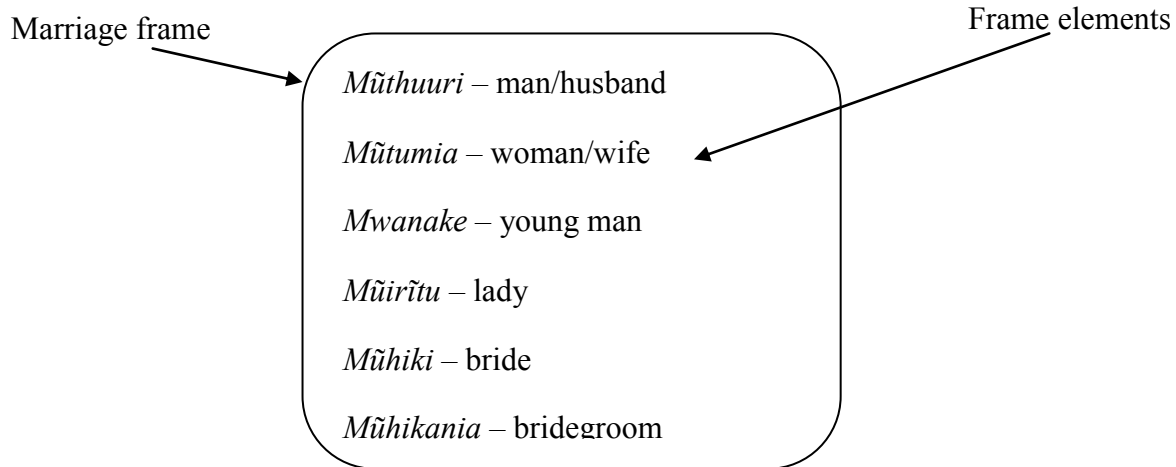 Marriage frame
Frame elements
Mũthuuri – man/husband
Mũtumia – woman/wife
Mwanake – young man
Mũirĩtu – lady
Mũhiki – bride
Mũhikania – bridegroom